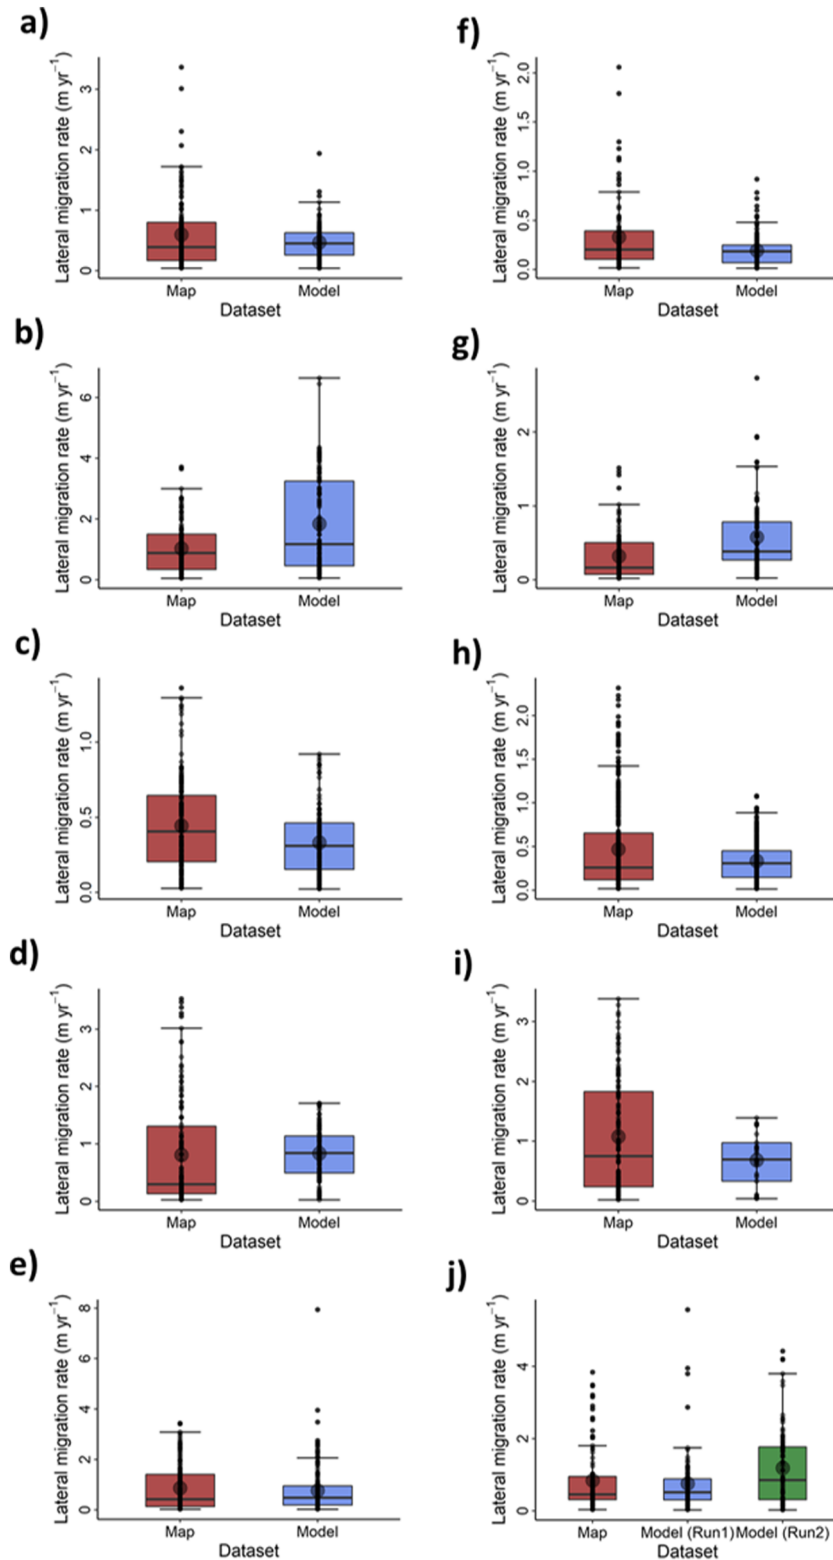 a)
Lateral migration rate (m yr⁻¹)
3
2
1
0
Map Model
Dataset
b)
Lateral migration rate (m yr⁻¹)
6
4
2
0
Map Model
Dataset
c)
Lateral migration rate (m yr⁻¹)
1.0
0.5
0.0
Map Model
Dataset
d)
Lateral migration rate (m yr⁻¹)
3
2
1
0
Map Model
Dataset
e)
Lateral migration rate (m yr⁻¹)
8
6
4
2
0
Map Model
Dataset
f)
Lateral migration rate (m yr⁻¹)
2.0
1.5
1.0
0.5
0.0
Map Model
Dataset
g)
Lateral migration rate (m yr⁻¹)
2
1
0
Map Model
Dataset
h)
Lateral migration rate (m yr⁻¹)
2.0
1.5
1.0
0.5
0.0
Map Model
Dataset
i)
Lateral migration rate (m yr⁻¹)
3
2
1
0
Map Model
Dataset
j)
Lateral migration rate (m yr⁻¹)
4
2
0
Map Model (Run1) Model (Run2)
Dataset